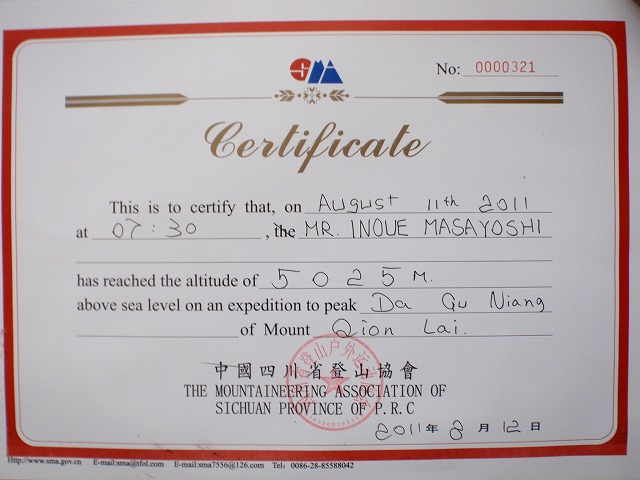 SMA
No: 0000321
Certificate
This is to certify that, on August 11th 2011
at 07:30 , the MR. INOUE MASAYOSHI
has reached the altitude of 5025 M.
above sea level on an expedition to peak Da Gu Niang
of Mount Qion Lai.
中國四川省登山協會
THE MOUNTAINEERING ASSOCIATION OF
SICHUAN PROVINCE OF P.R.C
2011年 8月 12日
Http://www.sma.gov.cn E-mail:sma@tfol.com E-mail:sma7556@126.com Tel: 0086-28-85588042